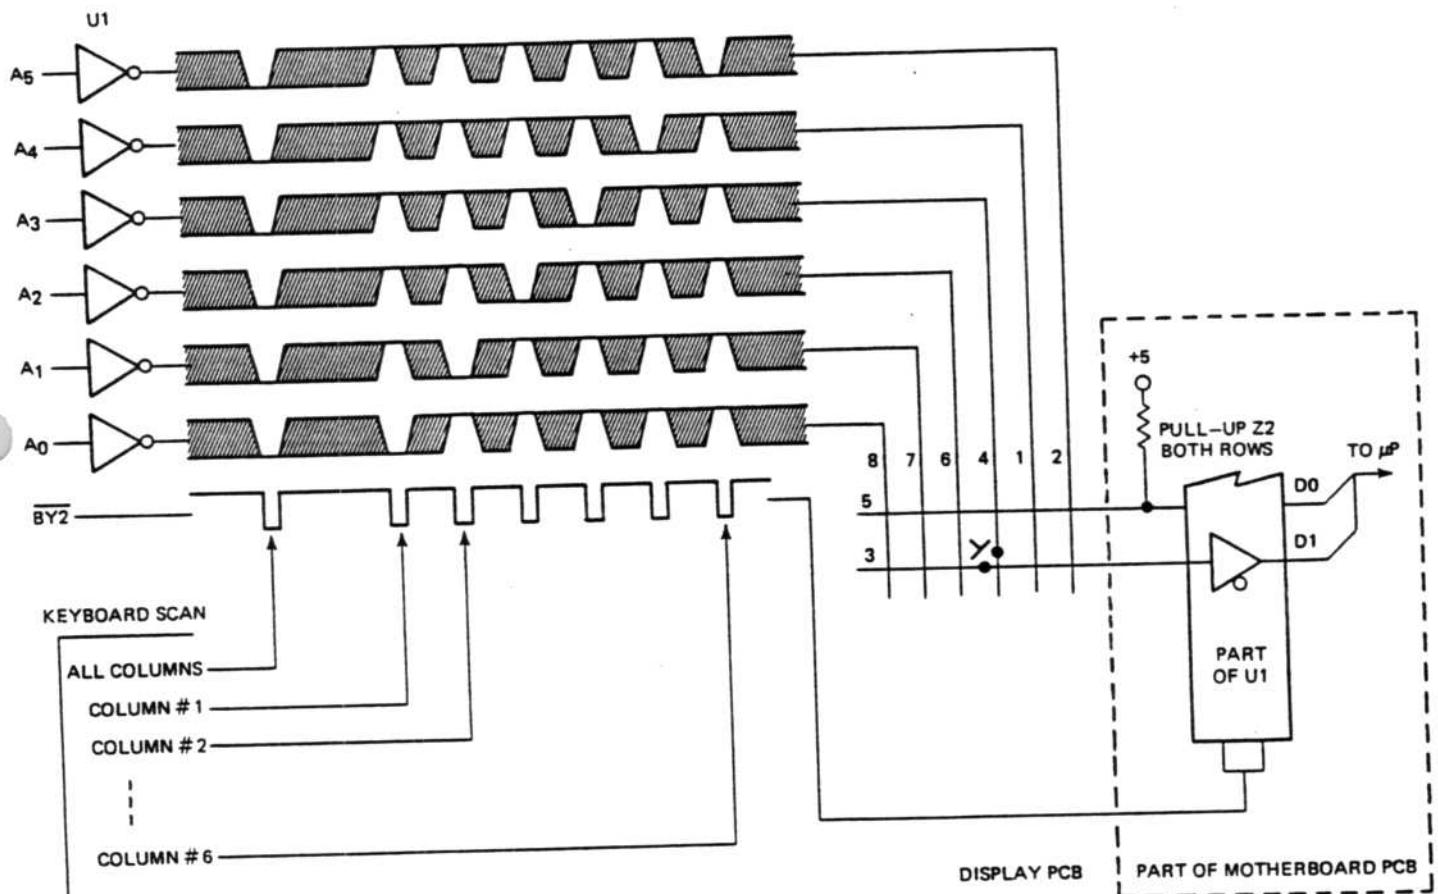 U1
A5
A4
A3
A2
A1
A0
BY2
+5
PULL–UP Z2
BOTH ROWS
TO μP
8 7 6 4 1 2
5
3
D0
D1
PART
OF U1
KEYBOARD SCAN
ALL COLUMNS
COLUMN #1
COLUMN #2
COLUMN #6
DISPLAY PCB
PART OF MOTHERBOARD PCB